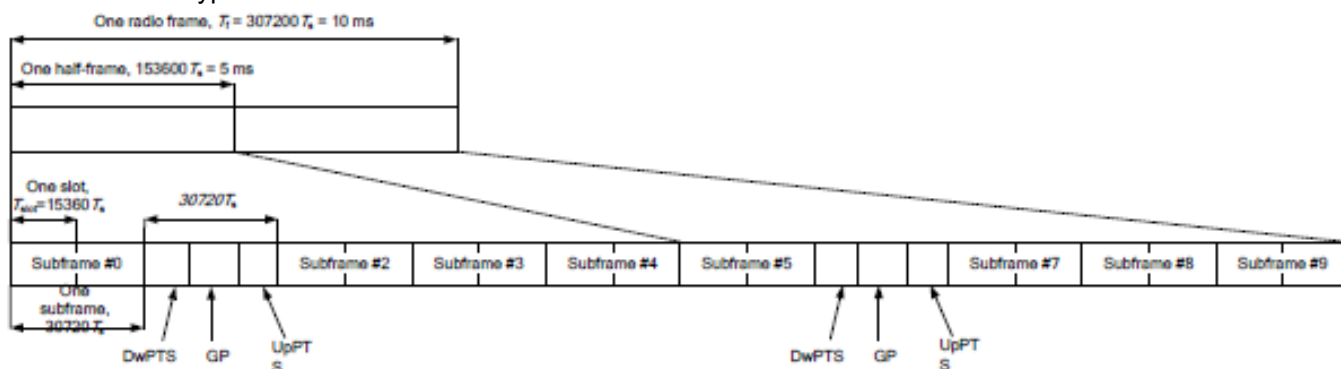 One radio frame, Tf = 307200 Ts = 10 ms
One half-frame, 153600 Ts = 5 ms
One slot,
Tslot=15360 Ts
30720Ts
Subframe #0
Subframe #2
Subframe #3
Subframe #4
Subframe #5
Subframe #7
Subframe #8
Subframe #9
One
subframe,
30720 Ts
DwPTS
GP
UpPT
S
DwPTS
GP
UpPT
S